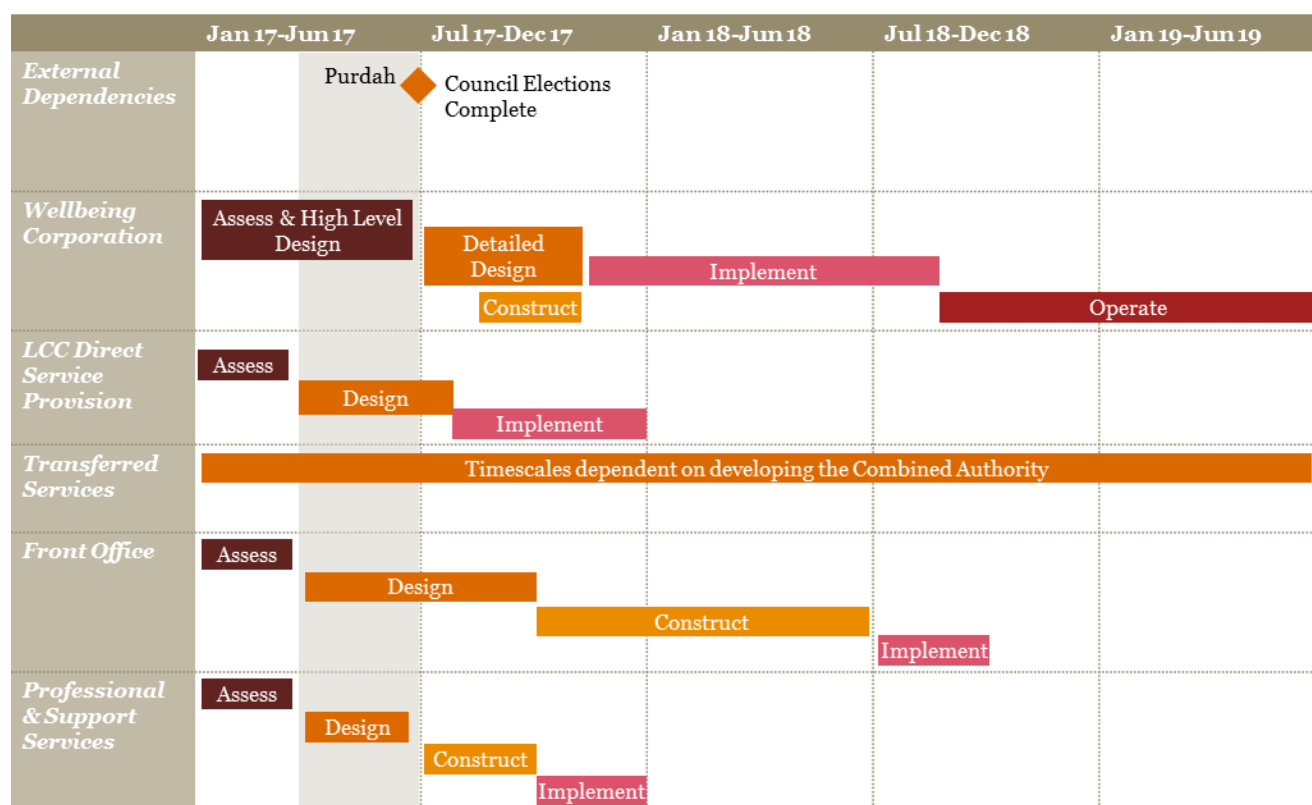 Jan 17-Jun 17
Jul 17-Dec 17
Jan 18-Jun 18
Jul 18-Dec 18
Jan 19-Jun 19
External
Dependencies
Purdah
Council Elections
Complete
Wellbeing
Corporation
Assess & High Level
Design
Detailed
Design
Implement
Construct
Operate
LCC Direct
Service
Provision
Assess
Design
Implement
Transferred
Services
Timescales dependent on developing the Combined Authority
Front Office
Assess
Design
Construct
Implement
Professional
& Support
Services
Assess
Design
Construct
Implement